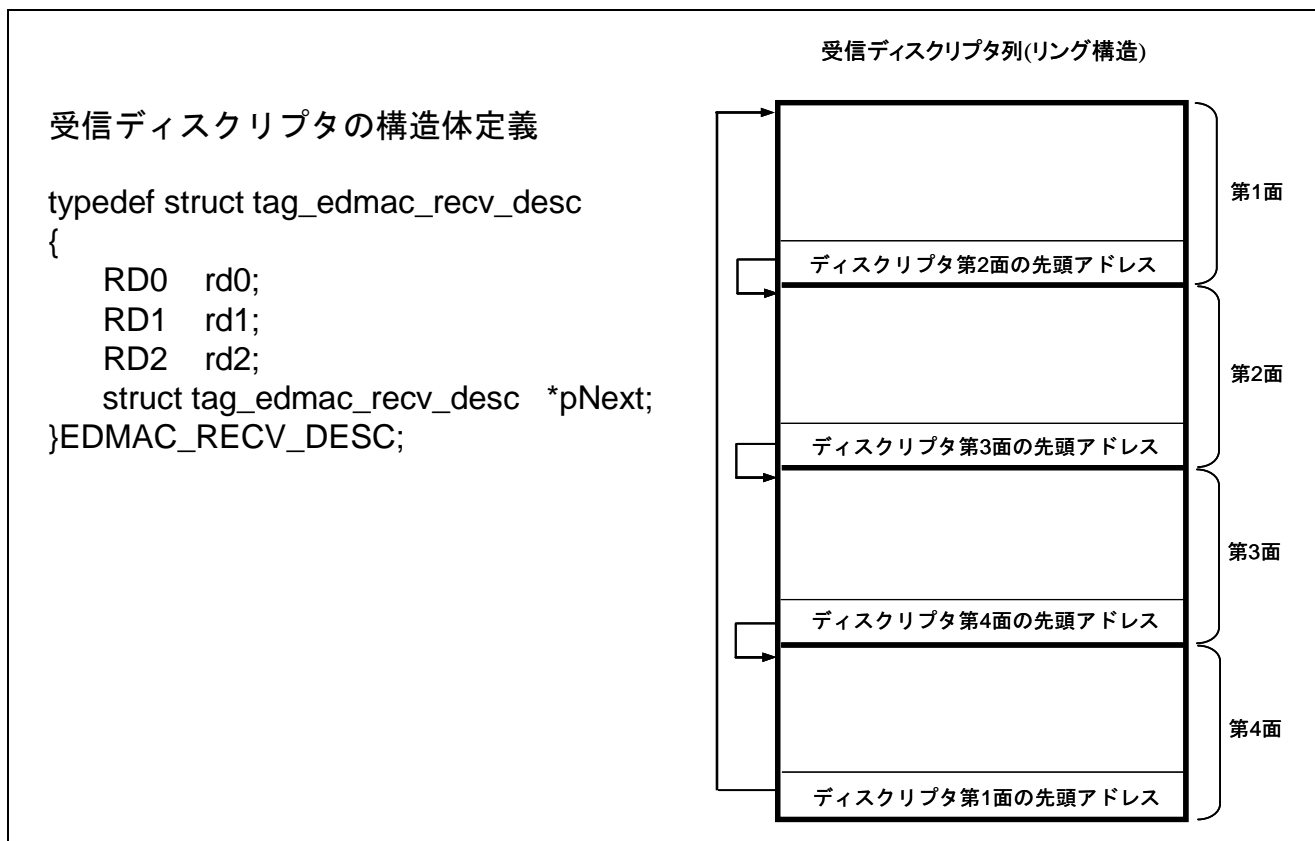 受信ディスクリプタの構造体定義
typedef struct tag_edmac_recv_desc
{
RD0 rd0;
RD1 rd1;
RD2 rd2;
struct tag_edmac_recv_desc *pNext;
}EDMAC_RECV_DESC;
受信ディスクリプタ列(リング構造)
第1面
ディスクリプタ第2面の先頭アドレス
第2面
ディスクリプタ第3面の先頭アドレス
第3面
ディスクリプタ第4面の先頭アドレス
第4面
ディスクリプタ第1面の先頭アドレス